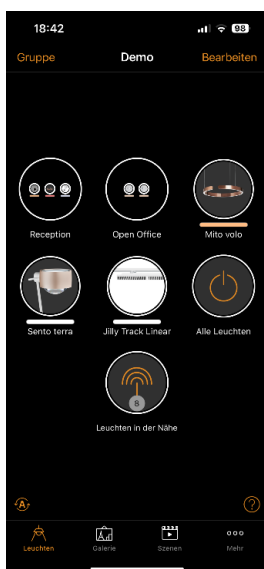 18:42
98
Gruppe Demo Bearbeiten
Reception Open Office Mito volo
Sento terra Jilly Track Linear Alle Leuchten
8
Leuchten in der Nähe
A ?
Leuchten Galerie Szenen Mehr